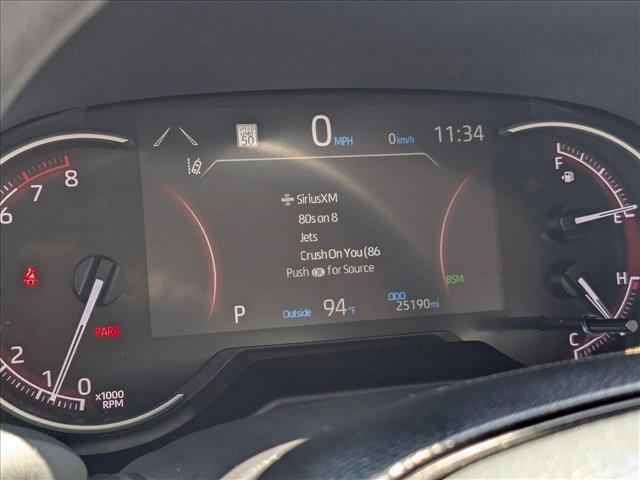 SPEED
LIMIT
50
0 MPH
0 km/h
11:34
6 7 8
F
E
SiriusXM
80s on 8
Jets
Crush On You (86
Push OK for Source
BSM
H
C
PARK
P
Outside 94 °F
ODO
25190 mi
2 1 0
x1000
RPM